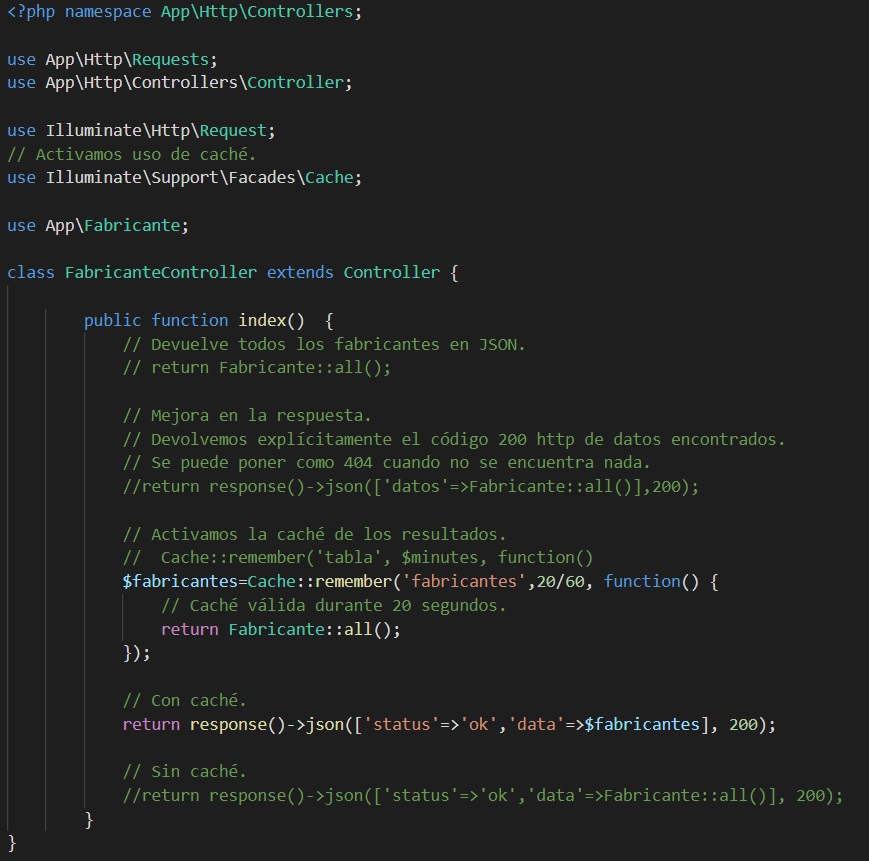 <?php namespace App\Http\Controllers;
use App\Http\Requests;
use App\Http\Controllers\Controller;
use Illuminate\Http\Request;
// Activamos uso de caché.
use Illuminate\Support\Facades\Cache;
use App\Fabricante;
class FabricanteController extends Controller {
public function index()  {
// Devuelve todos los fabricantes en JSON.
// return Fabricante::all();
// Mejora en la respuesta.
// Devolvemos explícitamente el código 200 http de datos encontrados.
// Se puede poner como 404 cuando no se encuentra nada.
//return response()->json(['datos'=>Fabricante::all()],200);
// Activamos la caché de los resultados.
//  Cache::remember('tabla', $minutes, function()
$fabricantes=Cache::remember('fabricantes',20/60, function() {
// Caché válida durante 20 segundos.
return Fabricante::all();
});
// Con caché.
return response()->json(['status'=>'ok','data'=>$fabricantes], 200);
// Sin caché.
//return response()->json(['status'=>'ok','data'=>Fabricante::all()], 200);
}
}